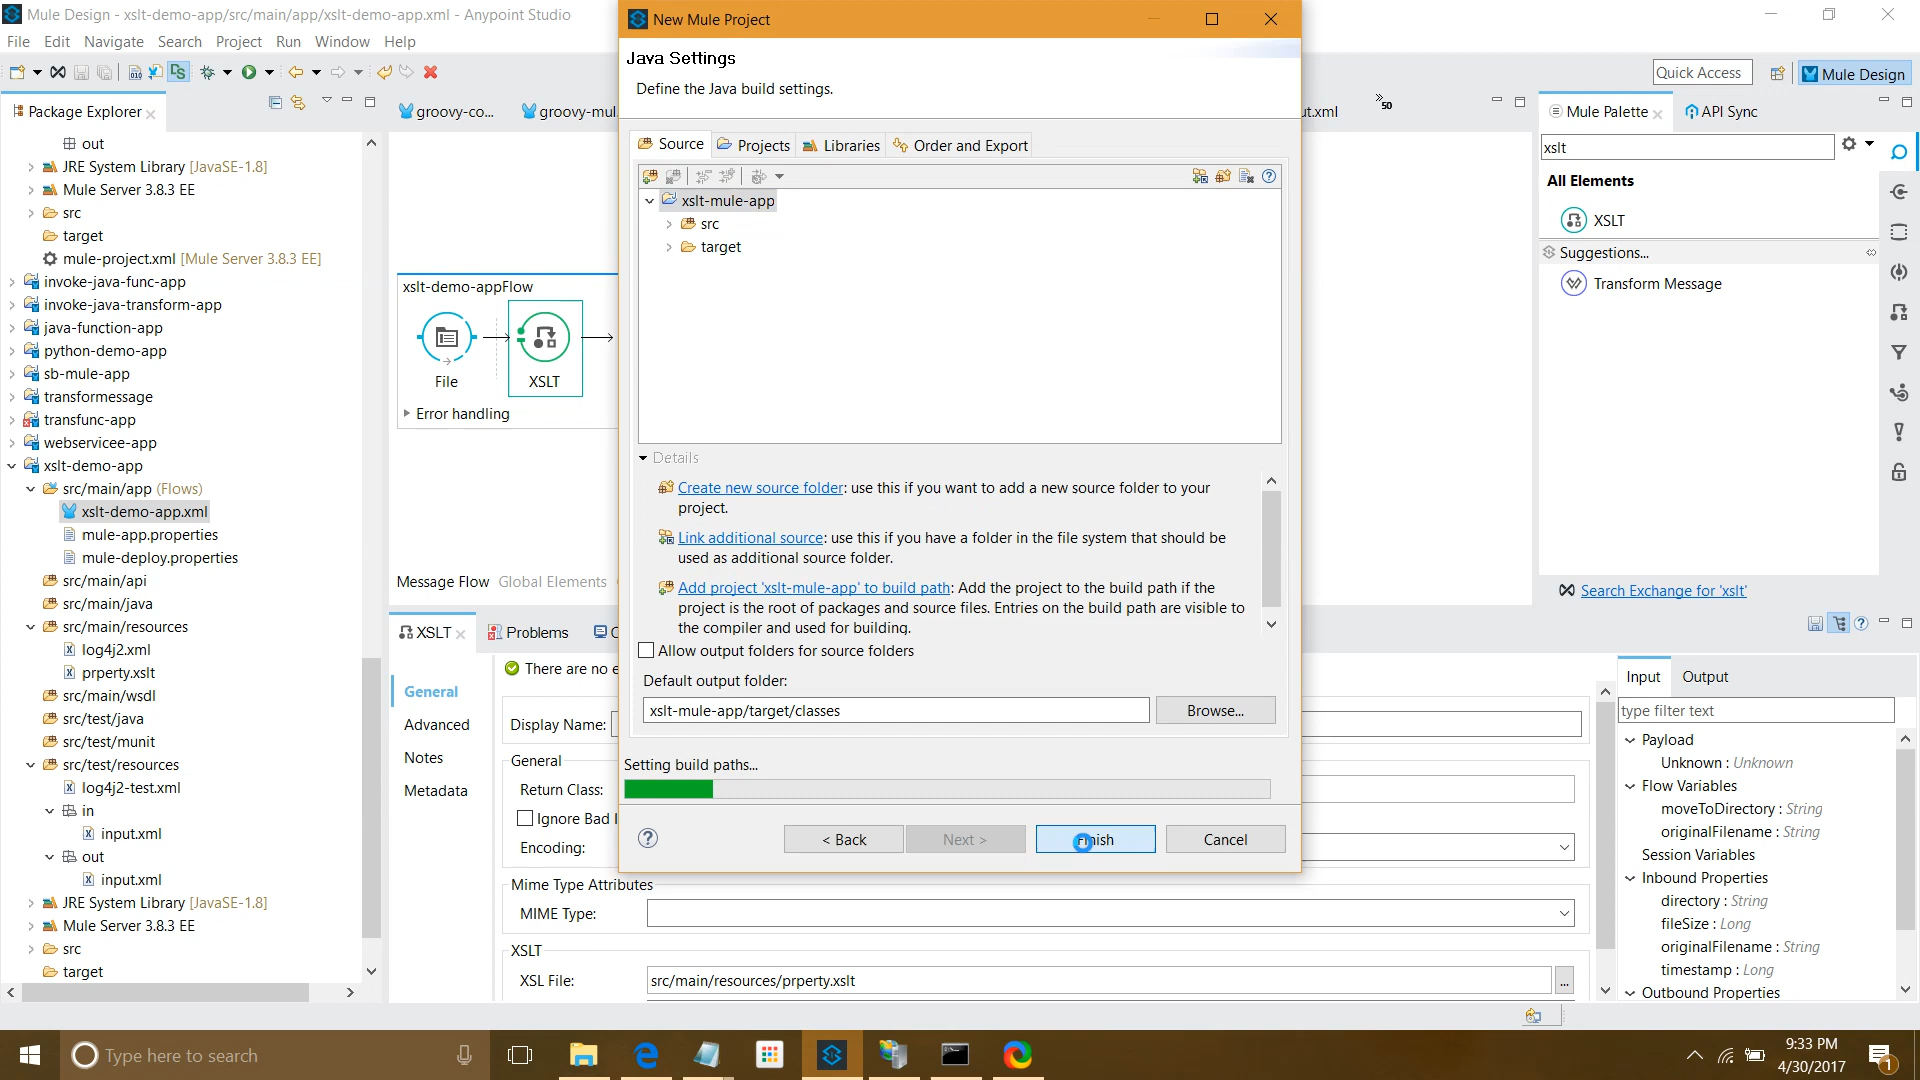 Mule Design - xslt-demo-app/src/main/app/xslt-demo-app.xml - Anypoint Studio
File Edit Navigate Search Project Run Window Help
Quick Access
Mule Design
Package Explorer
out
JRE System Library [JavaSE-1.8]
Mule Server 3.8.3 EE
src
target
mule-project.xml [Mule Server 3.8.3 EE]
invoke-java-func-app
invoke-java-transform-app
java-function-app
python-demo-app
sb-mule-app
transformessage
transfunc-app
webservicee-app
xslt-demo-app
src/main/app (Flows)
xslt-demo-app.xml
mule-app.properties
mule-deploy.properties
src/main/api
src/main/java
src/main/resources
log4j2.xml
prperty.xslt
src/main/wsdl
src/test/java
src/test/munit
src/test/resources
log4j2-test.xml
in
input.xml
out
input.xml
JRE System Library [JavaSE-1.8]
Mule Server 3.8.3 EE
src
target
groovy-co...
groovy-mul
ut.xml
50
xslt-demo-appFlow
File
XSLT
Error handling
Message Flow Global Elements
XSLT
Problems
There are no e
General
Advanced
Notes
Metadata
Display Name:
General
Return Class:
Ignore Bad I
Encoding:
Mime Type Attributes
MIME Type:
XSLT
XSL File:
src/main/resources/prperty.xslt
...
New Mule Project
Java Settings
Define the Java build settings.
Source
Projects
Libraries
Order and Export
xslt-mule-app
src
target
Details
Create new source folder: use this if you want to add a new source folder to your
project.
Link additional source: use this if you have a folder in the file system that should be
used as additional source folder.
Add project 'xslt-mule-app' to build path: Add the project to the build path if the
project is the root of packages and source files. Entries on the build path are visible to
the compiler and used for building.
Allow output folders for source folders
Default output folder:
xslt-mule-app/target/classes
Browse...
Setting build paths...
< Back
Next >
Finish
Cancel
Mule Palette
API Sync
xslt
All Elements
XSLT
Suggestions...
Transform Message
Search Exchange for 'xslt'
Input
Output
type filter text
Payload
Unknown : Unknown
Flow Variables
moveToDirectory : String
originalFilename : String
Session Variables
Inbound Properties
directory : String
fileSize : Long
originalFilename : String
timestamp : Long
Outbound Properties
Type here to search
9:33 PM
4/30/2017
1